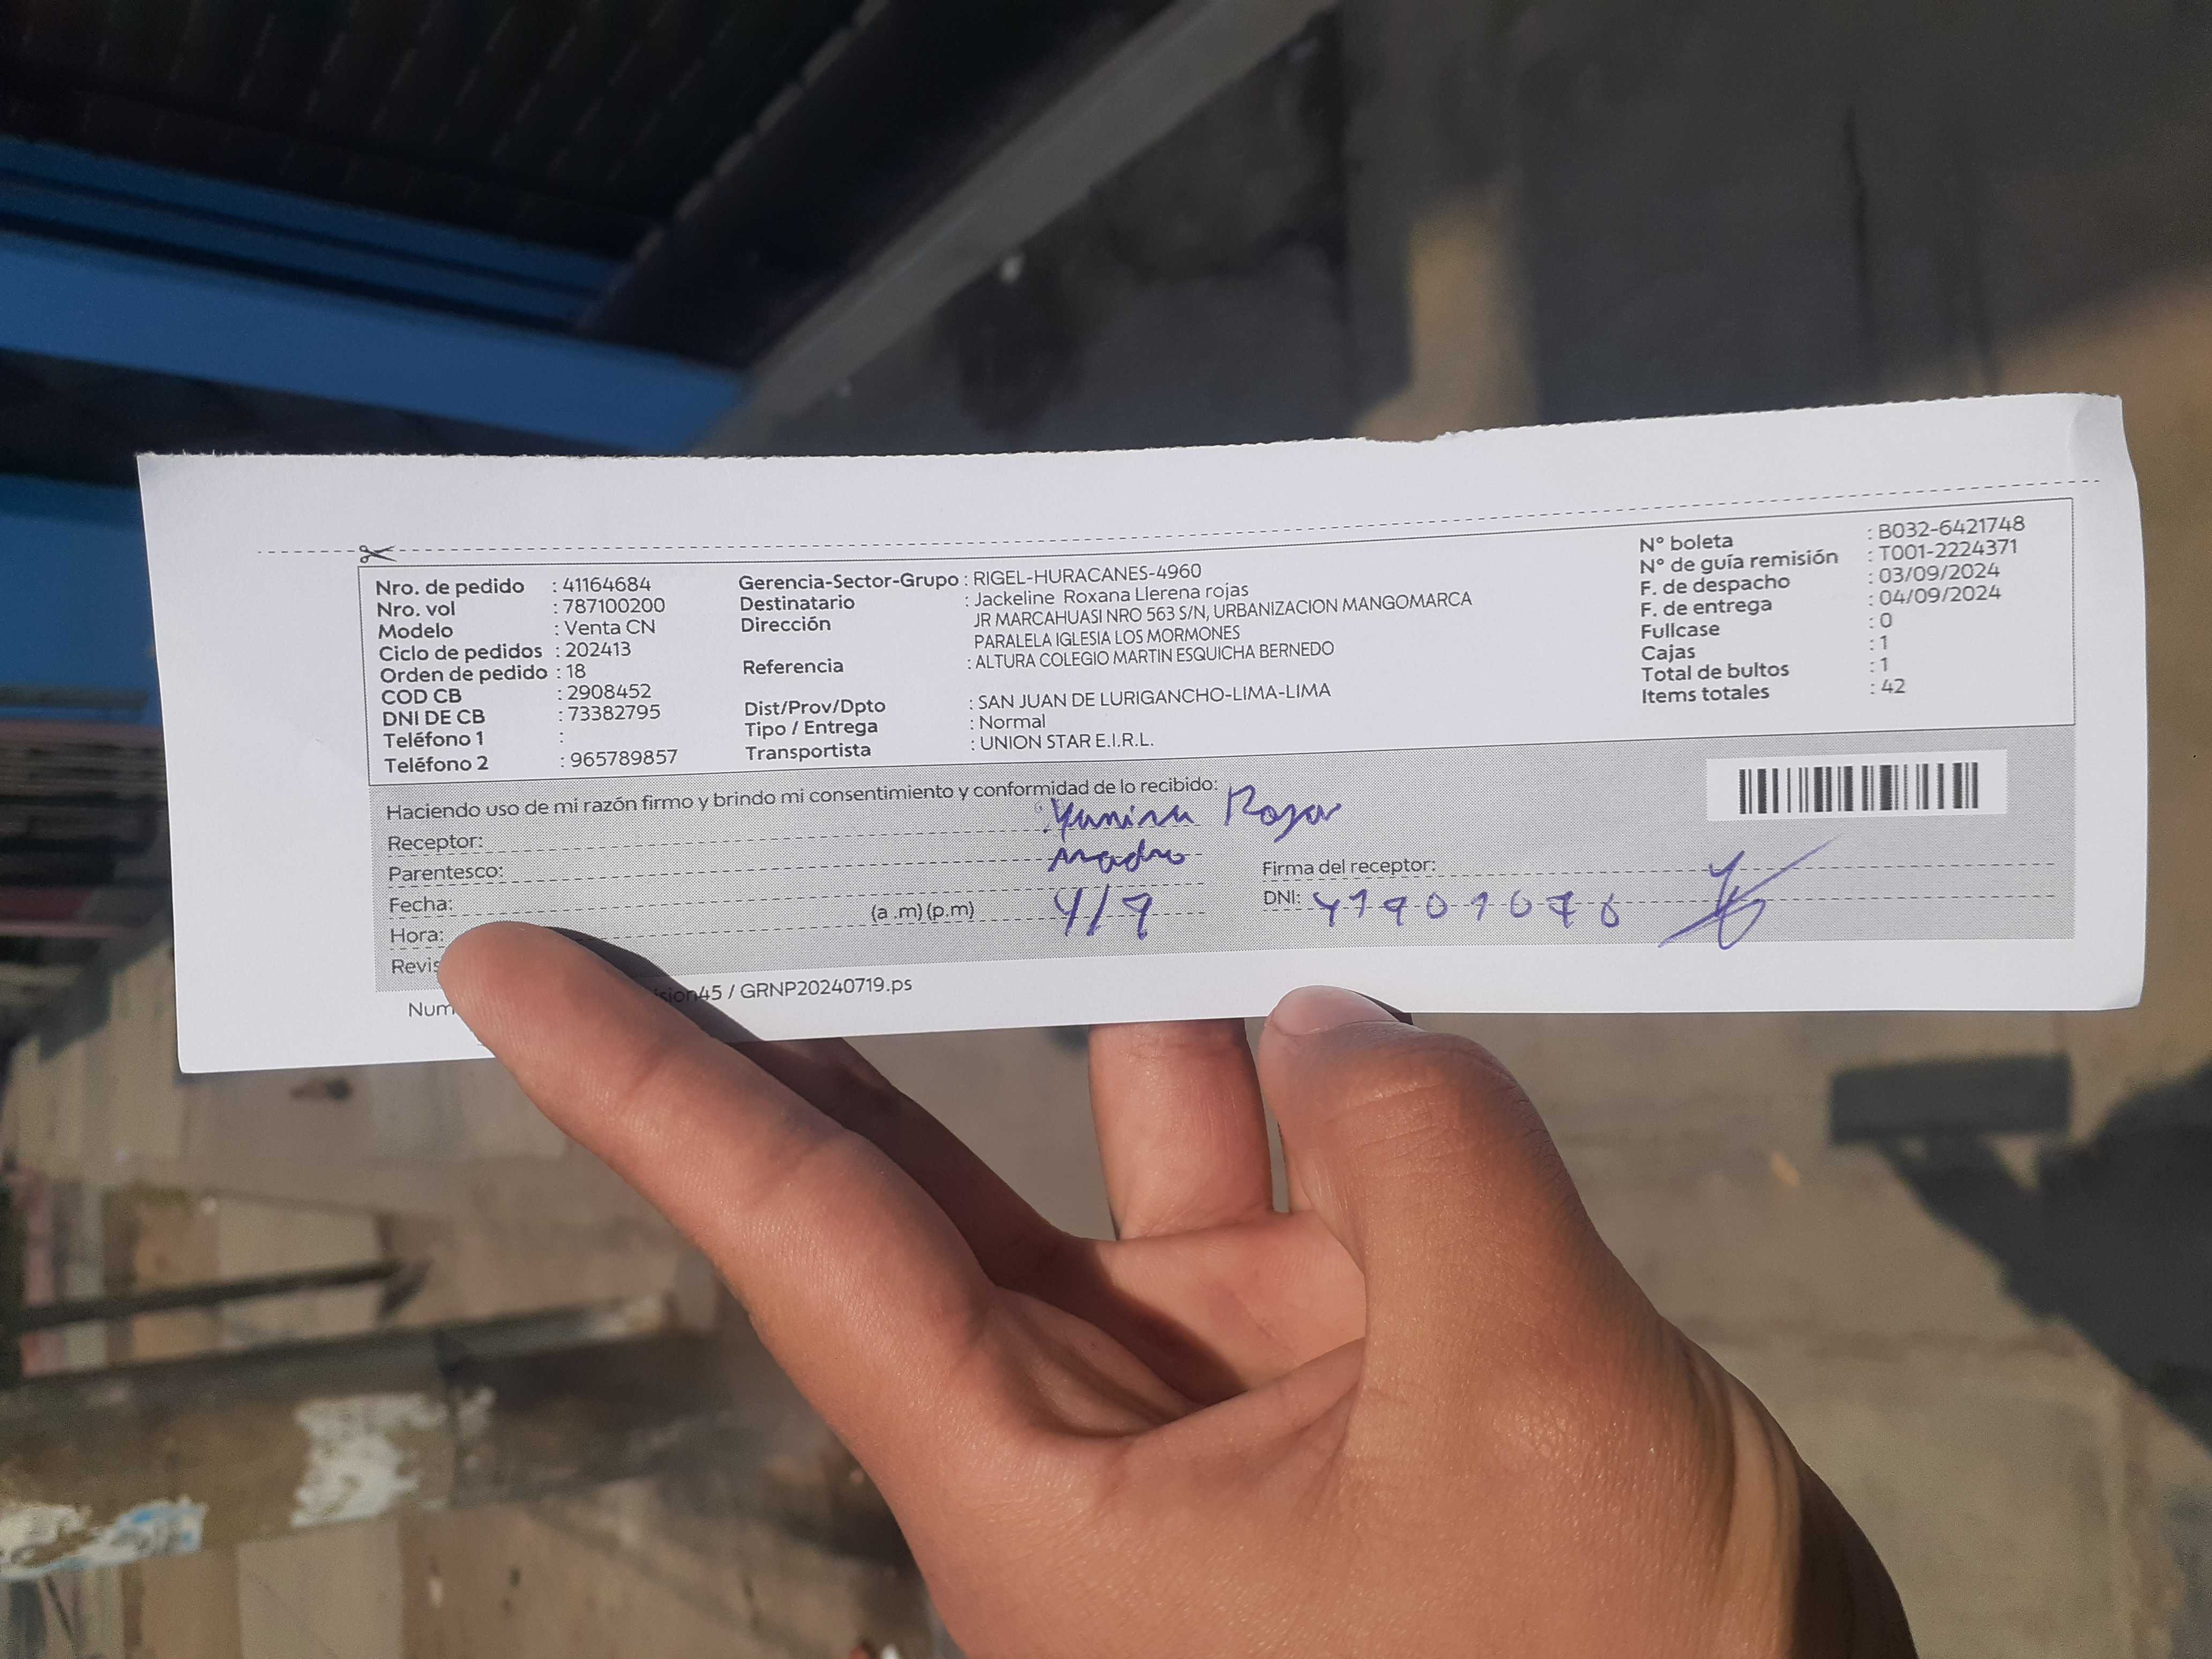 Nro. de pedido : 41164684
Nro. vol : 787100200
Modelo : Venta CN
Ciclo de pedidos : 202413
Orden de pedido : 18
COD CB : 2908452
DNI DE CB : 73382795
Teléfono 1 :
Teléfono 2 : 965789857
Gerencia-Sector-Grupo : RIGEL-HURACANES-4960
Destinatario : Jackeline Roxana Llerena rojas
Dirección JR MARCAHUASI NRO 563 S/N, URBANIZACION MANGOMARCA
PARALELA IGLESIA LOS MORMONES
Referencia : ALTURA COLEGIO MARTIN ESQUICHA BERNEDO
Dist/Prov/Dpto : SAN JUAN DE LURIGANCHO-LIMA-LIMA
Tipo / Entrega : Normal
Transportista : UNION STAR E.I.R.L.
N° boleta : B032-6421748
N° de guía remisión : T001-2224371
F. de despacho : 03/09/2024
F. de entrega : 04/09/2024
Fullcase : 0
Cajas : 1
Total de bultos : 1
Items totales : 42
Haciendo uso de mi razón firmo y brindo mi consentimiento y conformidad de lo recibido:
Receptor: Yanina
Parentesco: Madre
Fecha: 4/9
Hora: (a .m) (p.m)
Firma del receptor:
DNI:
45 / GRNP20240719.ps